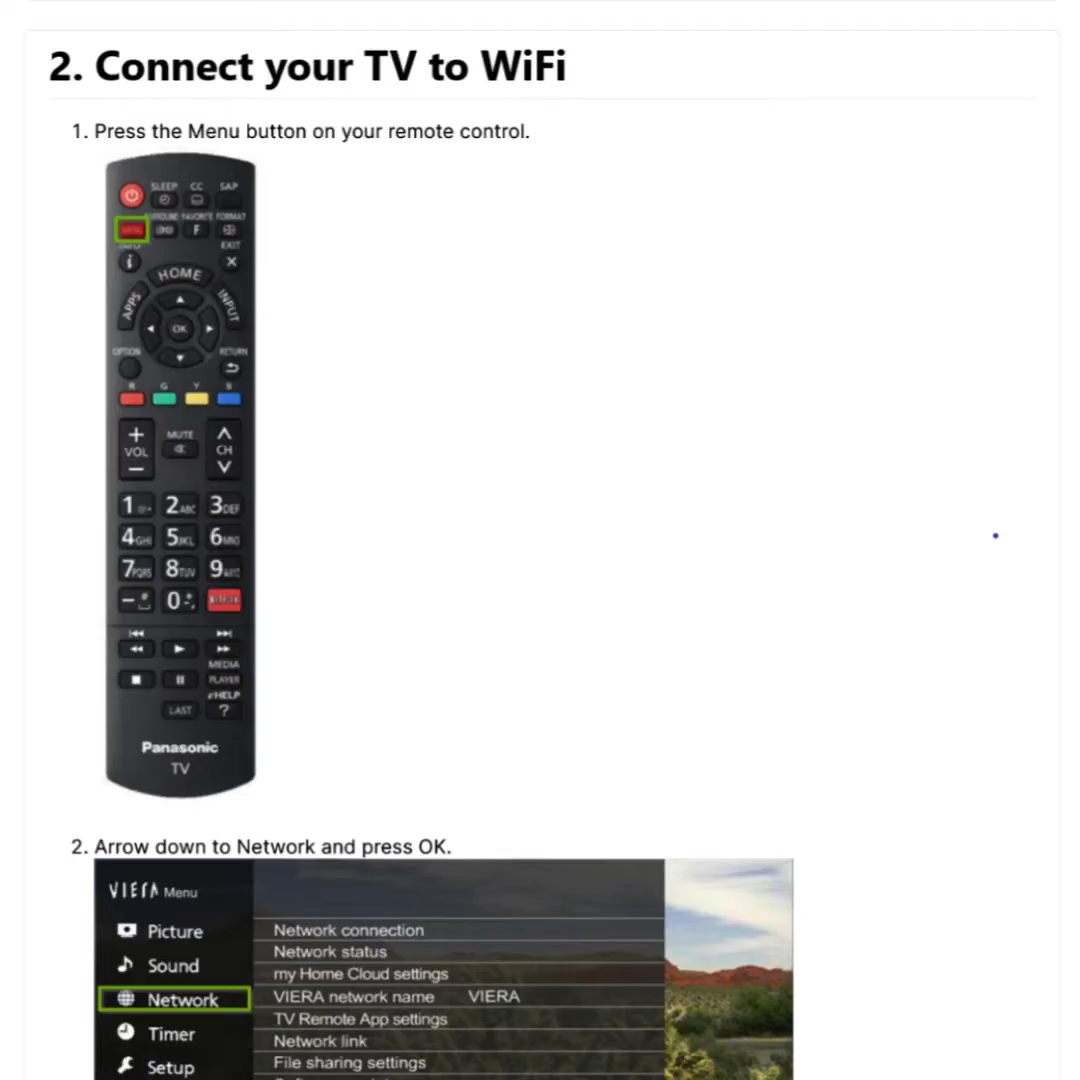 2. Connect your TV to WiFi
1. Press the Menu button on your remote control.
SLEEP CC SAP
SURROUND FAVORITE FORMAT
F
EXIT
i X
HOME
APPS INPUT
OK
OPTION RETURN
R G Y B
+ MUTE
VOL CH
−
1 2ABC 3DEF
4GHI 5JKL 6MNO
7PQRS 8TUV 9WXYZ
0 NETFLIX
MEDIA
PLAYER
eHELP
LAST ?
Panasonic
TV
2. Arrow down to Network and press OK.
VIERA Menu
Picture Network connection
Network status
Sound my Home Cloud settings
Network VIERA network name VIERA
TV Remote App settings
Timer Network link
Setup File sharing settings